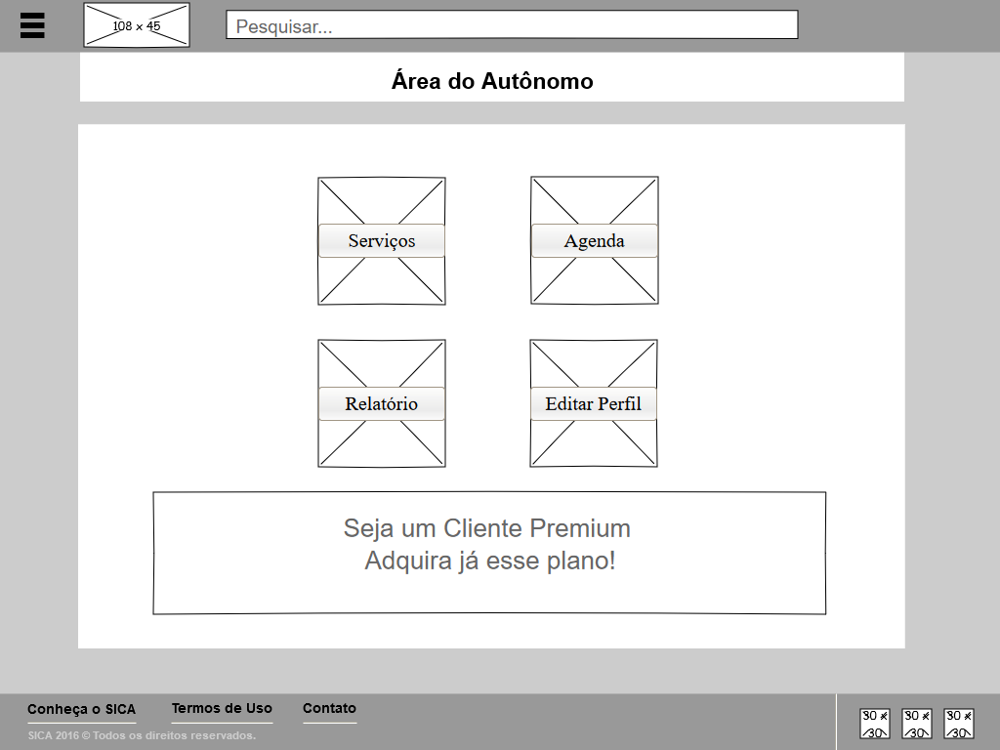 108 x 45
Pesquisar...
Área do Autônomo
Serviços
Agenda
Relatório
Editar Perfil
Seja um Cliente Premium
Adquira já esse plano!
Conheça o SICA
Termos de Uso
Contato
SICA 2016 © Todos os direitos reservados.
30 x
30
30 x
30
30 x
30